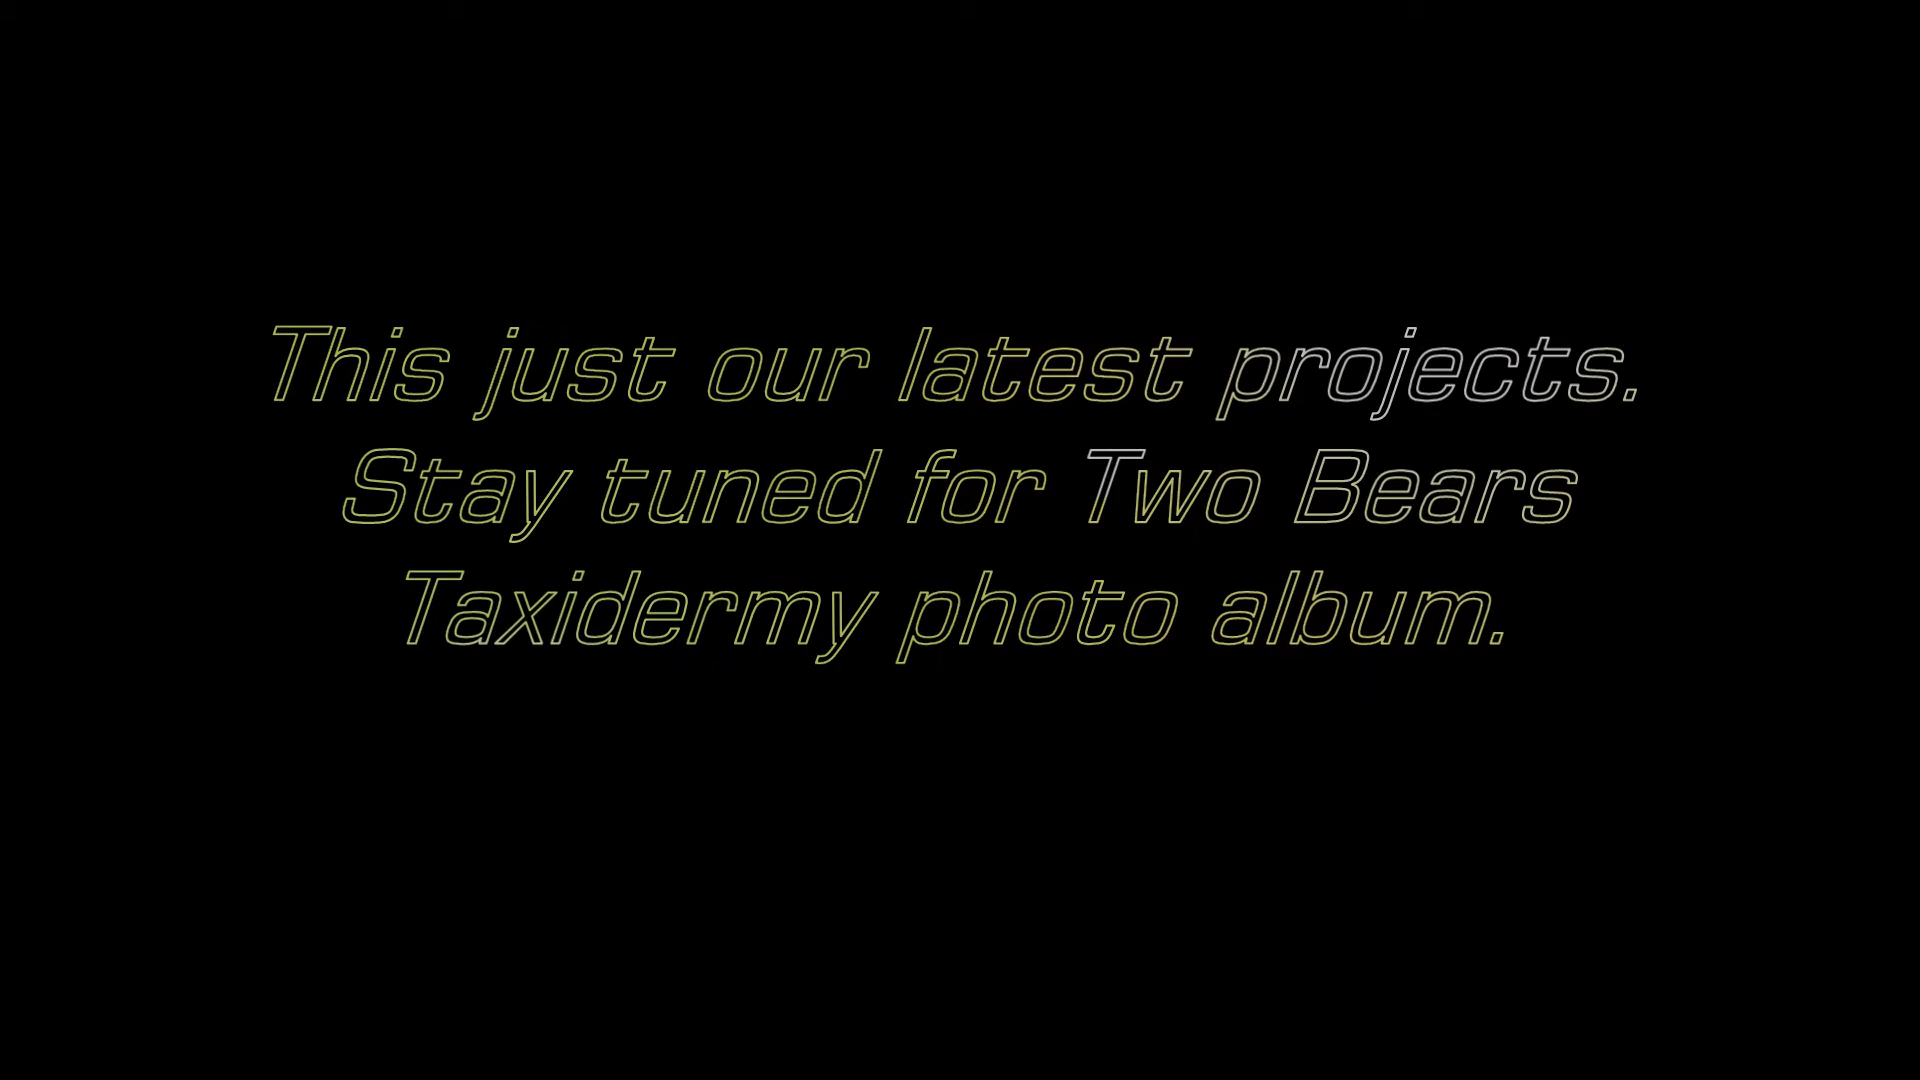 This just our latest projects.
Stay tuned for Two Bears
Taxidermy photo album.